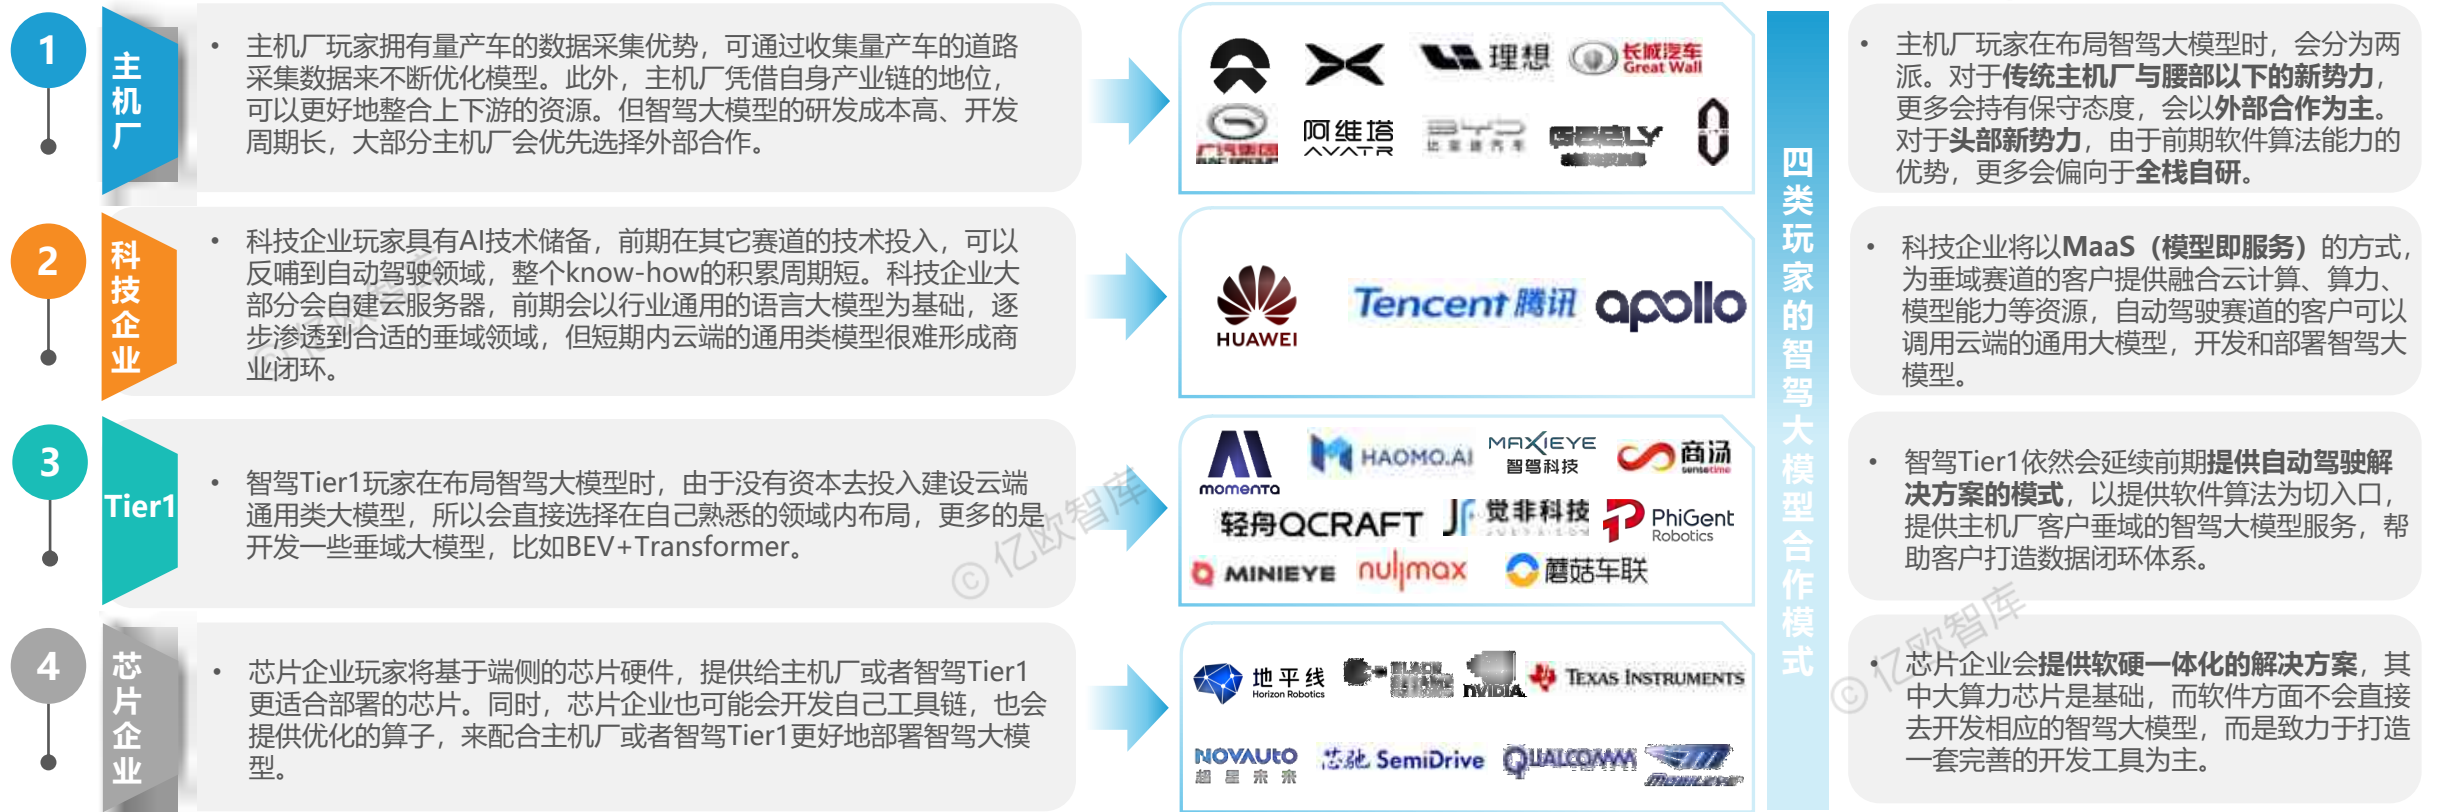 1
主机厂
• 主机厂玩家拥有量产车的数据采集优势，可通过收集量产车的道路
采集数据来不断优化模型。此外，主机厂凭借自身产业链的地位，
可以更好地整合上下游的资源。但智驾大模型的研发成本高、开发
周期长，大部分主机厂会优先选择外部合作。
理想
长城汽车
Great Wall
广汽集团
阿维塔
AVATR
BYD
比亚迪汽车
GEELY
• 主机厂玩家在布局智驾大模型时，会分为两
派。对于传统主机厂与腰部以下的新势力，
更多会持有保守态度，会以外部合作为主。
对于头部新势力，由于前期软件算法能力的
优势，更多会偏向于全栈自研。
四类玩家的智驾大模型合作模式
2
科技企业
• 科技企业玩家具有AI技术储备，前期在其它赛道的技术投入，可以
反哺到自动驾驶领域，整个know-how的积累周期短。科技企业大
部分会自建云服务器，前期会以行业通用的语言大模型为基础，逐
步渗透到合适的垂域领域，但短期内云端的通用类模型很难形成商
业闭环。
HUAWEI
Tencent 腾讯
apollo
• 科技企业将以MaaS（模型即服务）的方式，
为垂域赛道的客户提供融合云计算、算力、
模型能力等资源，自动驾驶赛道的客户可以
调用云端的通用大模型，开发和部署智驾大
模型。
3
Tier1
• 智驾Tier1玩家在布局智驾大模型时，由于没有资本去投入建设云端
通用类大模型，所以会直接选择在自己熟悉的领域内布局，更多的是
开发一些垂域大模型，比如BEV+Transformer。
momenta
HAOMO.AI
MAXIEYE
智驾科技
商汤
sensetime
轻舟QCRAFT
觉非科技
PhiGent
Robotics
MINIEYE
nullmax
蘑菇车联
• 智驾Tier1依然会延续前期提供自动驾驶解
决方案的模式，以提供软件算法为切入口，
提供主机厂客户垂域的智驾大模型服务，帮
助客户打造数据闭环体系。
4
芯片企业
• 芯片企业玩家将基于端侧的芯片硬件，提供给主机厂或者智驾Tier1
更适合部署的芯片。同时，芯片企业也可能会开发自己工具链，也会
提供优化的算子，来配合主机厂或者智驾Tier1更好地部署智驾大模
型。
地平线
Horizon Robotics
BLACK
SESAME
NVIDIA
TEXAS INSTRUMENTS
NOVAUTO
超星未来
芯驰 SemiDrive
QUALCOMM
MOBILEYE
• 芯片企业会提供软硬一体化的解决方案，其
中大算力芯片是基础，而软件方面不会直接
去开发相应的智驾大模型，而是致力于打造
一套完善的开发工具为主。
© 亿欧智库
© 亿欧智库
© 亿欧智库